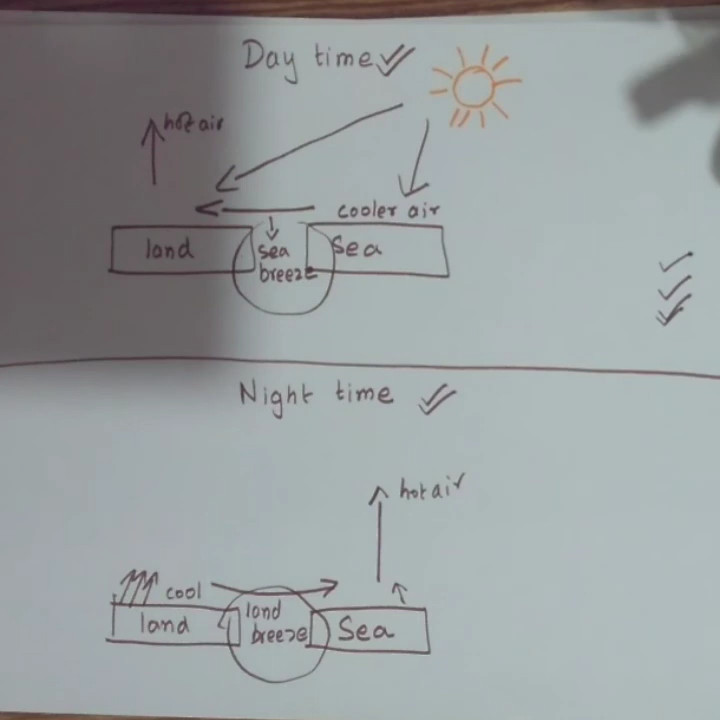 Day time
hot air
cooler air
land
sea
breeze
Sea
Night time
hot air
cool
land
land
breeze
Sea